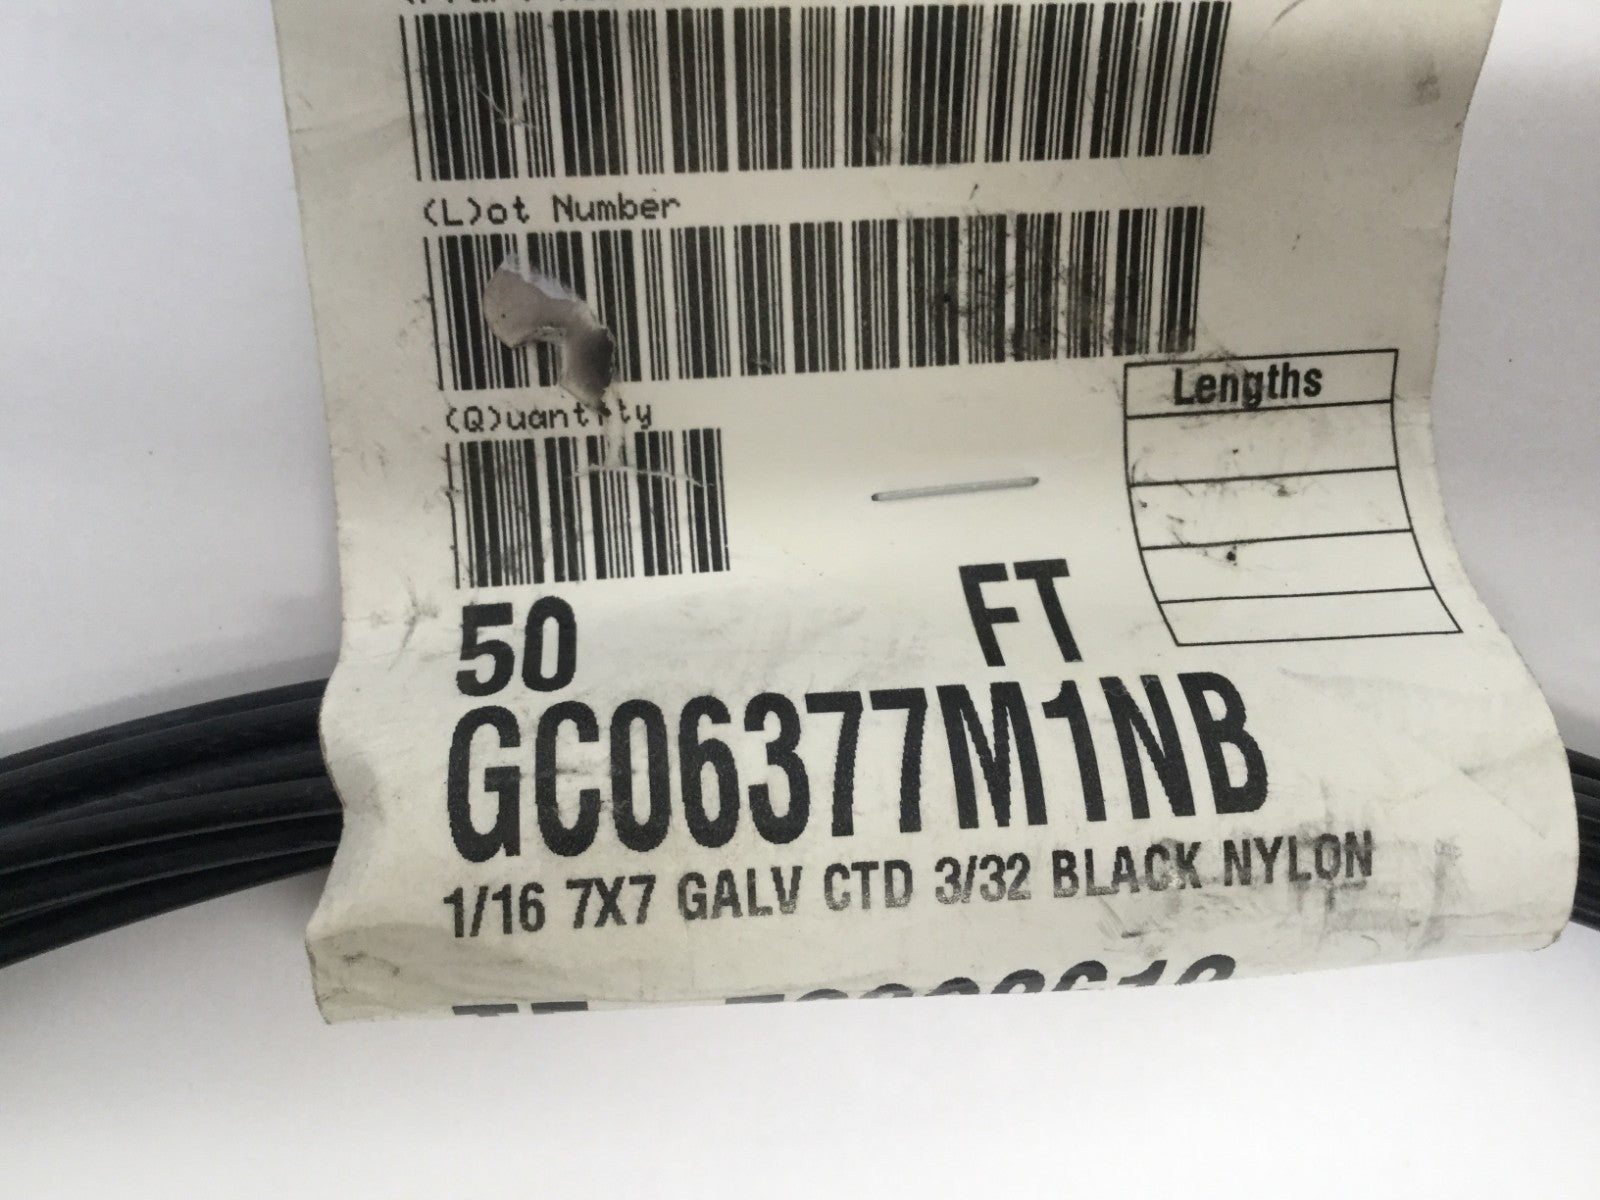 (L)ot Number
(Q)uantity
Lengths
50 FT
GC06377M1NB
1/16 7X7 GALV CTD 3/32 BLACK NYLON